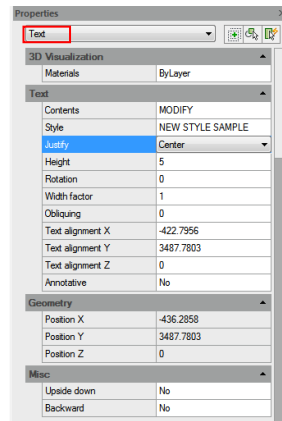 Properties
Text
3D Visualization
Materials ByLayer
Text
Contents MODIFY
Style NEW STYLE SAMPLE
Justify Center
Height 5
Rotation 0
Width factor 1
Obliquing 0
Text alignment X -422.7956
Text alignment Y 3487.7803
Text alignment Z 0
Annotative No
Geometry
Position X -436.2858
Position Y 3487.7803
Position Z 0
Misc
Upside down No
Backward No